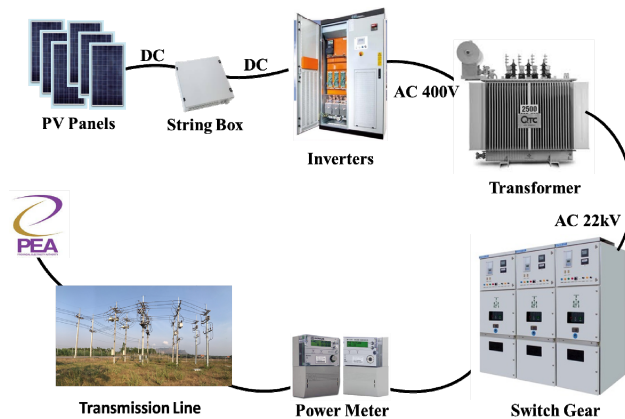 DC
DC
PV Panels
String Box
Inverters
AC 400V
2500
QTC
Transformer
AC 22kV
PEA
Transmission Line
Power Meter
Switch Gear